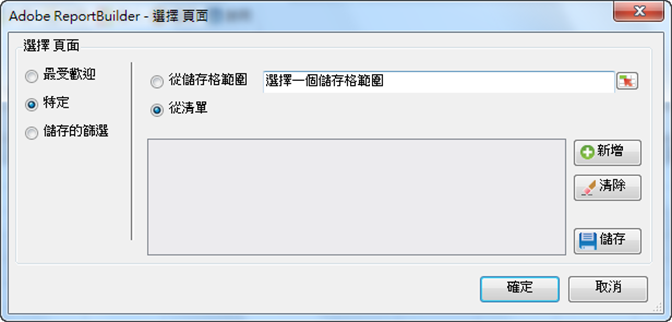 Adobe ReportBuilder - 選擇 頁面
選擇 頁面
最受歡迎
特定
儲存的篩選
從儲存格範圍
選擇一個儲存格範圍
從清單
新增
清除
儲存
確定
取消